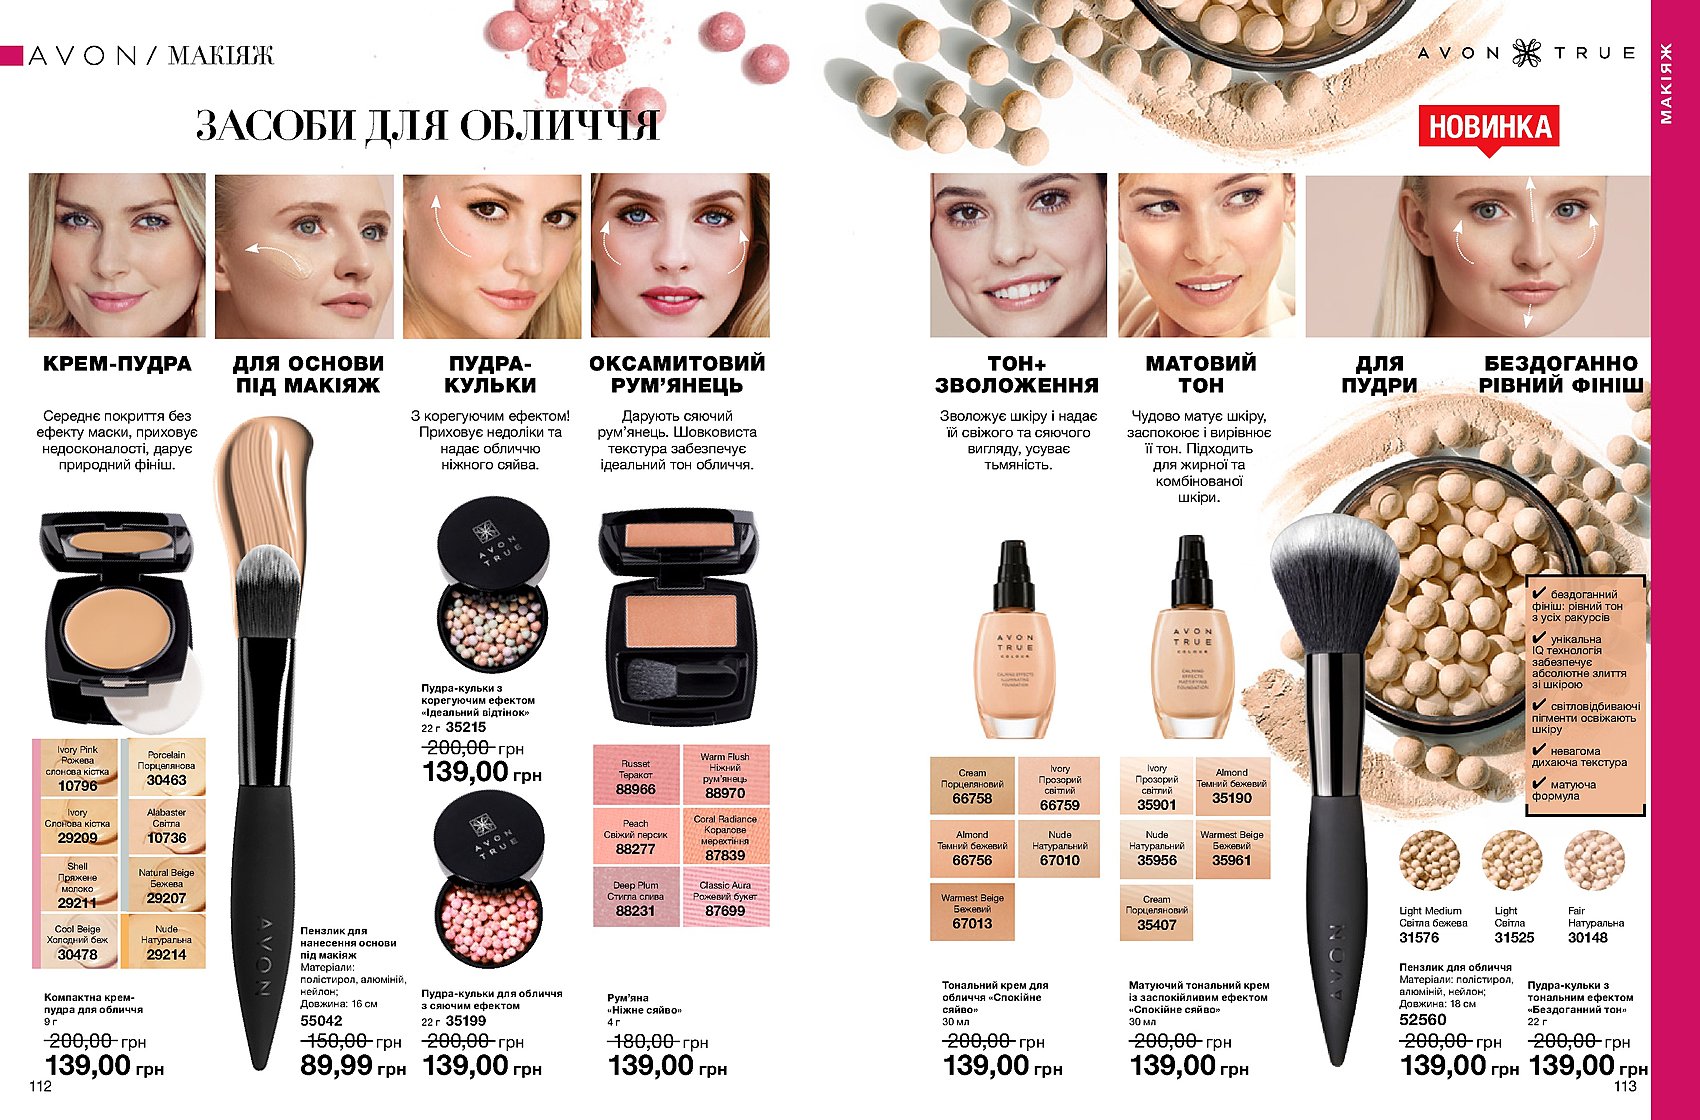 AVON / МАКІЯЖ
ЗАСОБИ ДЛЯ ОБЛИЧЧЯ
КРЕМ-ПУДРА
Середнє покриття без
ефекту маски, приховує
недосконалості, дарує
природний фініш.
Ivory Pink
Рожева
слонова кістка
10796
Porcelain
Порцелянова
30463
Ivory
Слонова кістка
29209
Alabaster
Світла
10736
Shell
Пряжене
молоко
29211
Natural Beige
Бежева
29207
Cool Beige
Холодний беж
30478
Nude
Натуральна
29214
Компактна крем-
пудра для обличчя
9 г
200,00 грн
139,00 грн
112
ДЛЯ ОСНОВИ
ПІД МАКІЯЖ
AVON
Пензлик для
нанесення основи
під макіяж
Матеріали:
полістирол, алюміній,
нейлон;
Довжина: 16 см
55042
150,00 грн
89,99 грн
ПУДРА-
КУЛЬКИ
З корегуючим ефектом!
Приховує недоліки та
надає обличчю
ніжного сяйва.
AVON
TRUE
Пудра-кульки з
корегуючим ефектом
«Ідеальний відтінок»
22 г 35215
200,00 грн
139,00 грн
AVON
TRUE
Пудра-кульки для обличчя
з сяючим ефектом
22 г 35199
200,00 грн
139,00 грн
ОКСАМИТОВИЙ
РУМ’ЯНЕЦЬ
Дарують сяючий
рум’янець. Шовковиста
текстура забезпечує
ідеальний тон обличчя.
Russet
Теракот
88966
Warm Flush
Ніжний
рум’янець
88970
Peach
Свіжий персик
88277
Coral Radiance
Коралове
мерехтіння
87839
Deep Plum
Стигла слива
88231
Classic Aura
Рожевий букет
87699
Рум’яна
«Ніжне сяйво»
4 г
180,00 грн
139,00 грн
AVON TRUE
МАКІЯЖ
НОВИНКА
ТОН+
ЗВОЛОЖЕННЯ
Зволожує шкіру і надає
їй свіжого та сяючого
вигляду, усуває
тьмяність.
AVON
TRUE
COLOUR
CALMING EFFECTS
ILLUMINATING
FOUNDATION
Cream
Порцеляновий
66758
Ivory
Прозорий
світлий
66759
Almond
Темний бежевий
66756
Nude
Натуральний
67010
Warmest Beige
Бежевий
67013
Тональний крем для
обличчя «Спокійне
сяйво»
30 мл
200,00 грн
139,00 грн
МАТОВИЙ
ТОН
Чудово матує шкіру,
заспокоює і вирівнює
її тон. Підходить
для жирної та
комбінованої
шкіри.
AVON
TRUE
COLOUR
CALMING
EFFECTS
MATTIFYING
FOUNDATION
Ivory
Прозорий
світлий
35901
Almond
Темний бежевий
35190
Nude
Натуральний
35956
Warmest Beige
Бежевий
35961
Cream
Порцеляновий
35407
Матуючий тональний крем
із заспокійливим ефектом
«Спокійне сяйво»
30 мл
200,00 грн
139,00 грн
ДЛЯ
ПУДРИ
AVON
БЕЗДОГАННО
РІВНИЙ ФІНІШ
✔ бездоганний
фініш: рівний тон
з усіх ракурсів
✔ унікальна
IQ технологія
забезпечує
абсолютне злиття
зі шкірою
✔ світловідбиваючі
пігменти освіжають
шкіру
✔ невагома
дихаюча текстура
✔ матуюча
формула
Light Medium
Світла бежева
31576
Light
Світла
31525
Fair
Натуральна
30148
Пензлик для обличчя
Матеріали: полістирол,
алюміній, нейлон;
Довжина: 18 см
52560
200,00 грн
139,00 грн
Пудра-кульки з
тональним ефектом
«Бездоганний тон»
22 г
200,00 грн
139,00 грн
113